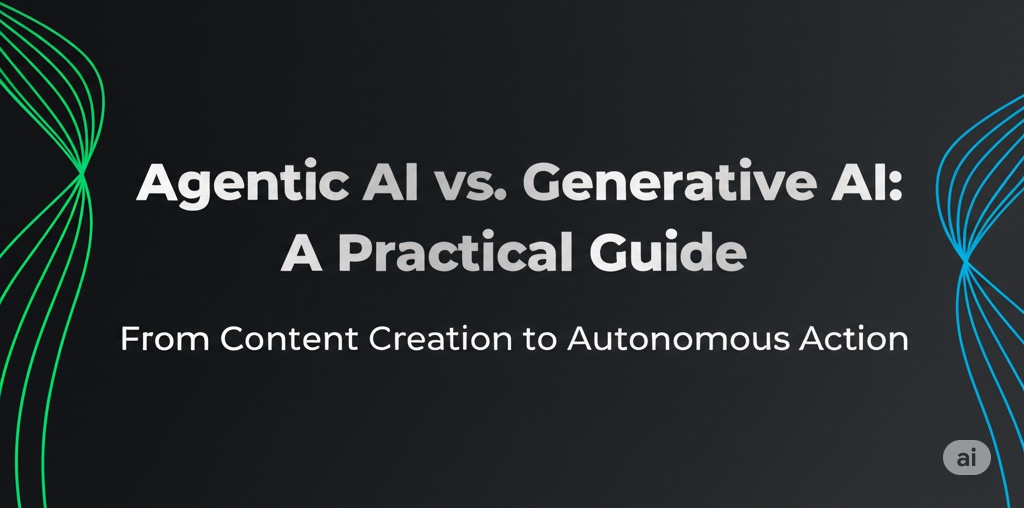 Agentic AI vs. Generative AI:
A Practical Guide
From Content Creation to Autonomous Action
ai